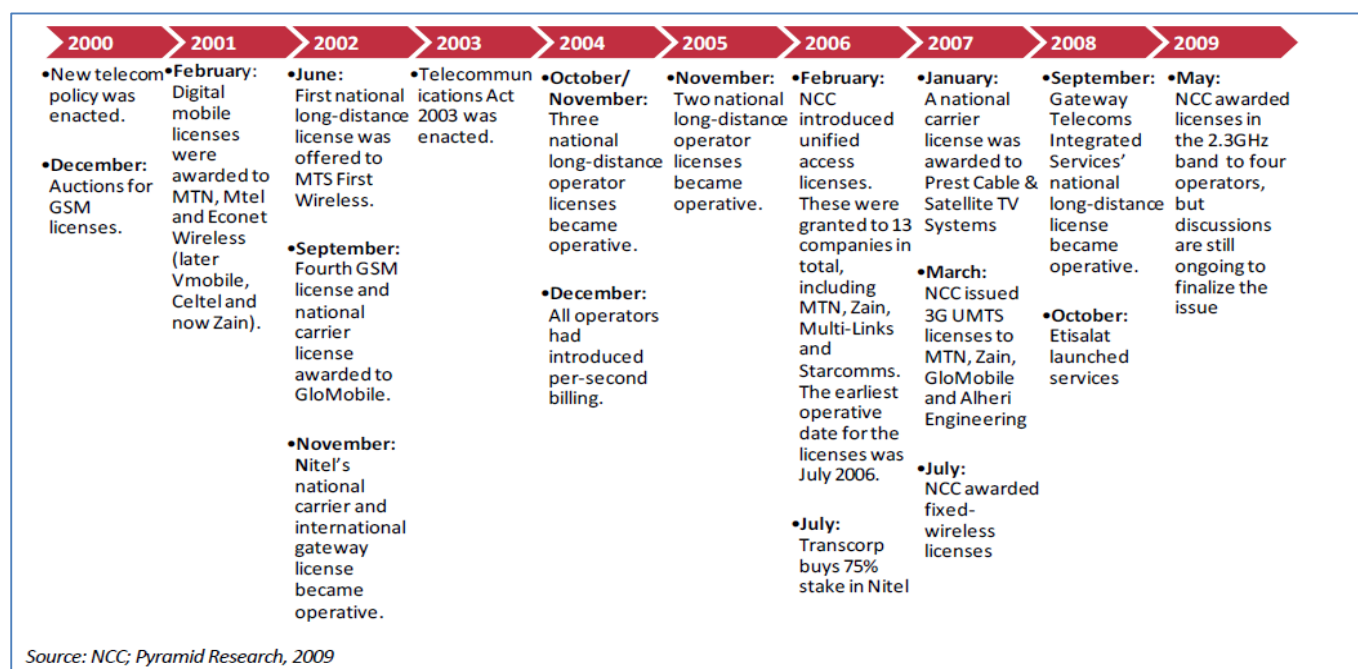 2000
2001
2002
2003
2004
2005
2006
2007
2008
2009
•New telecom
policy was
enacted.
•December:
Auctions for
GSM
licenses.
•February:
Digital
mobile
licenses
were
awarded to
MTN, Mtel
and Econet
Wireless
(later
Vmobile,
Celtel and
now Zain).
•June:
First national
long-distance
license was
offered to
MTS First
Wireless.
•September:
Fourth GSM
license and
national
carrier
license
awarded to
GloMobile.
•November:
Nitel's
national
carrier and
international
gateway
license
became
operative.
•Telecommun
ications Act
2003 was
enacted.
•October/
November:
Three
national
long-distance
operator
licenses
became
operative.
•December:
All operators
had
introduced
per-second
billing.
•November:
Two national
long-distance
operator
licenses
became
operative.
•February:
NCC
introduced
unified
access
licenses.
These were
granted to 13
companies in
total,
including
MTN, Zain,
Multi-Links
and
Starcomms.
The earliest
operative
date for the
licenses was
July 2006.
•July:
Transcorp
buys 75%
stake in Nitel
•January:
A national
carrier
license was
awarded to
Prest Cable &
Satellite TV
Systems
•March:
NCC issued
3G UMTS
licenses to
MTN, Zain,
GloMobile
and Alheri
Engineering
•July:
NCC awarded
fixed-
wireless
licenses
•September:
Gateway
Telecoms
Integrated
Services'
national
long-distance
license
became
operative.
•October:
Etisalat
launched
services
•May:
NCC awarded
licenses in
the 2.3GHz
band to four
operators,
but
discussions
are still
ongoing to
finalize the
issue
Source: NCC; Pyramid Research, 2009